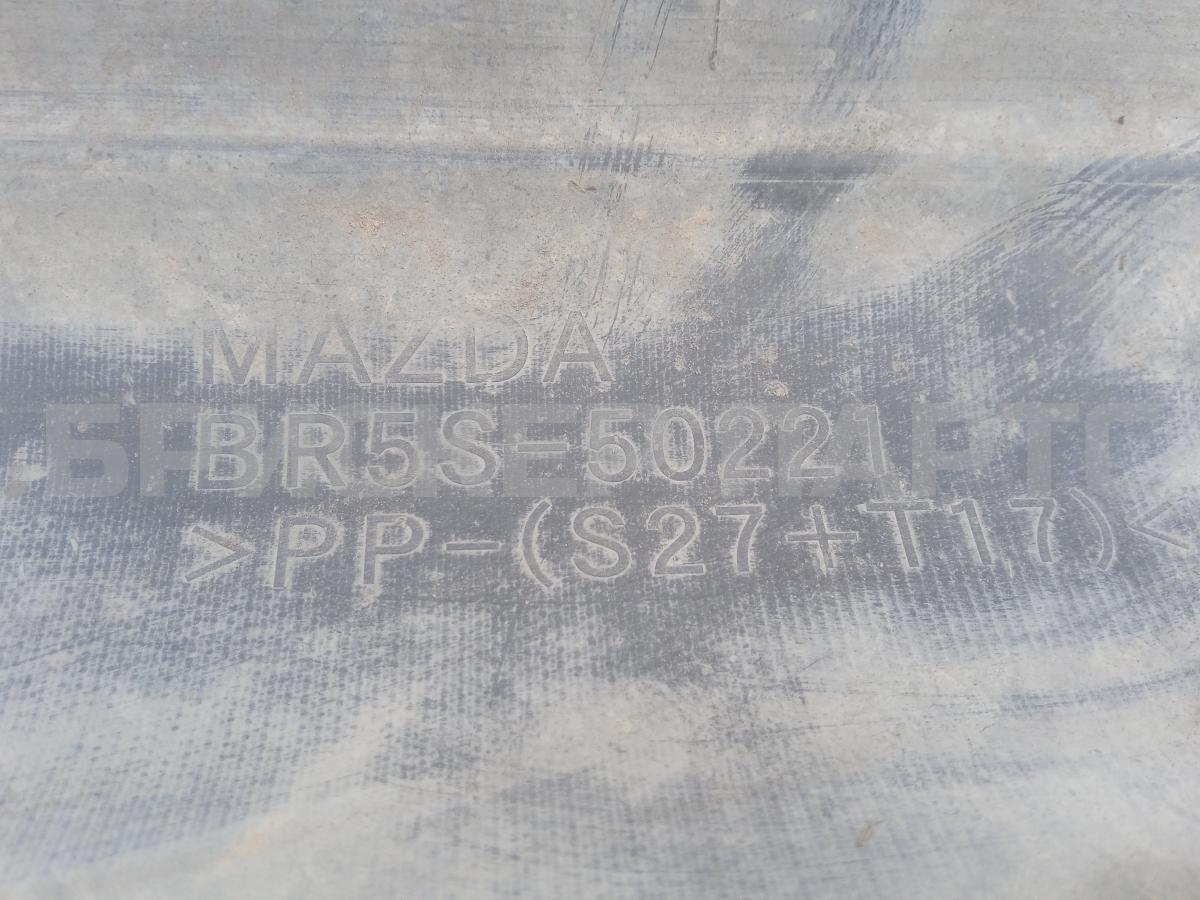 MAZDA
BR5S-50221
>PP-(S27+T17)<